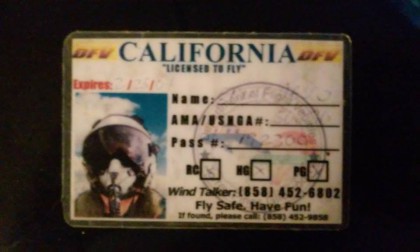 DFV CALIFORNIA DFV
"LICENSED TO FLY"
Expires:
Name:
AMA/USHGA#:
Pass #:
RC HG PG
Wind Talker: (858) 452-6802
Fly Safe. Have Fun!
If found, please call: (858) 452-9858